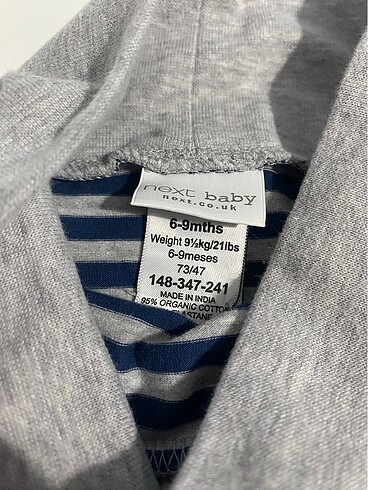 next baby
next.co.uk
6-9mths
Weight 9½kg/21lbs
6-9meses
73/47
148-347-241
MADE IN INDIA
95% ORGANIC COTTON
ELASTANE